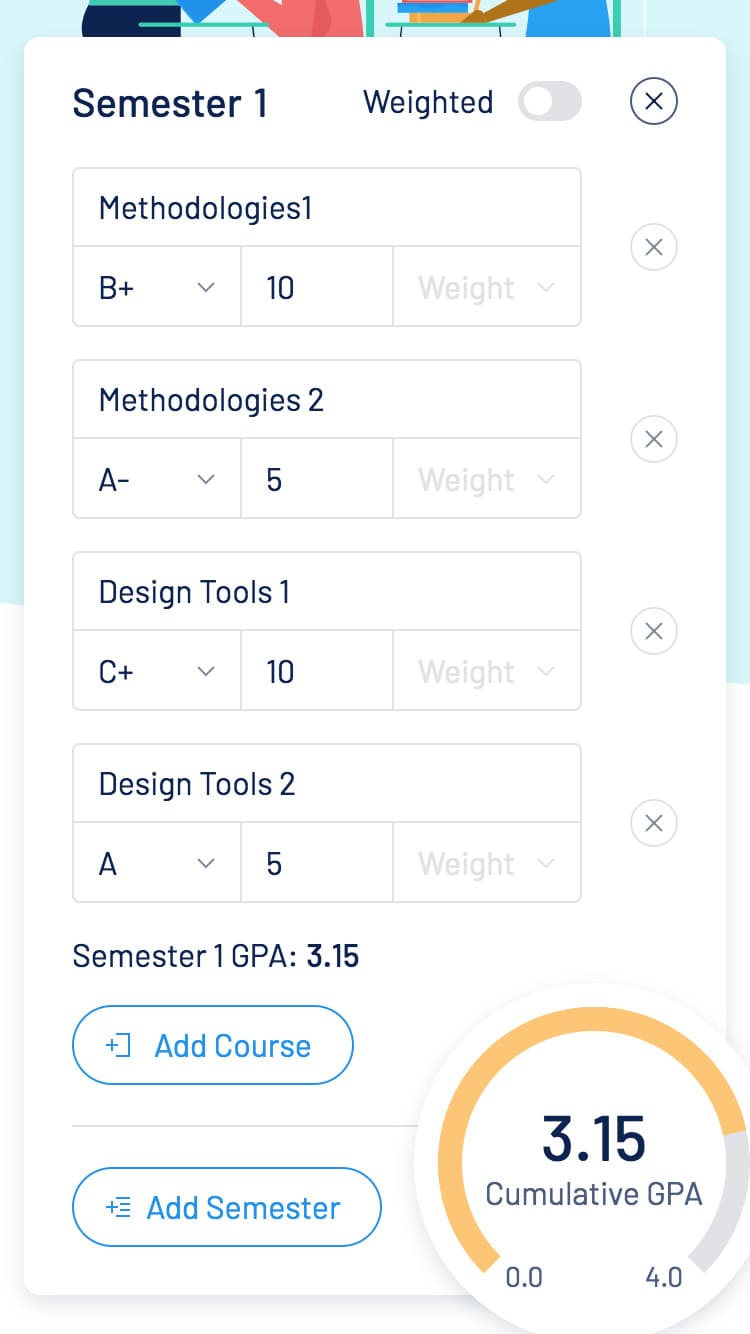 Semester 1 Weighted
Methodologies1
B+ 10 Weight
Methodologies 2
A- 5 Weight
Design Tools 1
C+ 10 Weight
Design Tools 2
A 5 Weight
Semester 1 GPA: 3.15
Add Course
3.15
Cumulative GPA
Add Semester
0.0 4.0